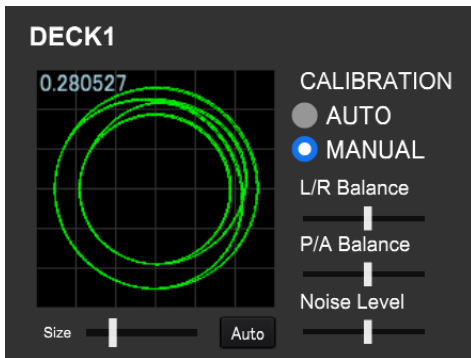 DECK1
0.280527
CALIBRATION
AUTO
MANUAL
L/R Balance
P/A Balance
Noise Level
Size
Auto